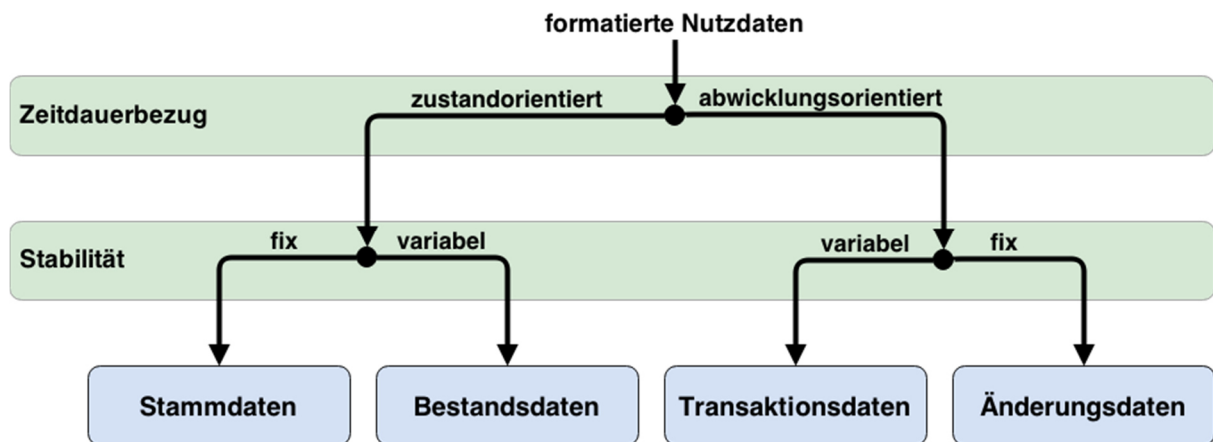 formatierte Nutzdaten
Zeitdauerbezug
zustandorientiert
abwicklungsorientiert
Stabilität
fix
variabel
variabel
fix
Stammdaten
Bestandsdaten
Transaktionsdaten
Änderungsdaten